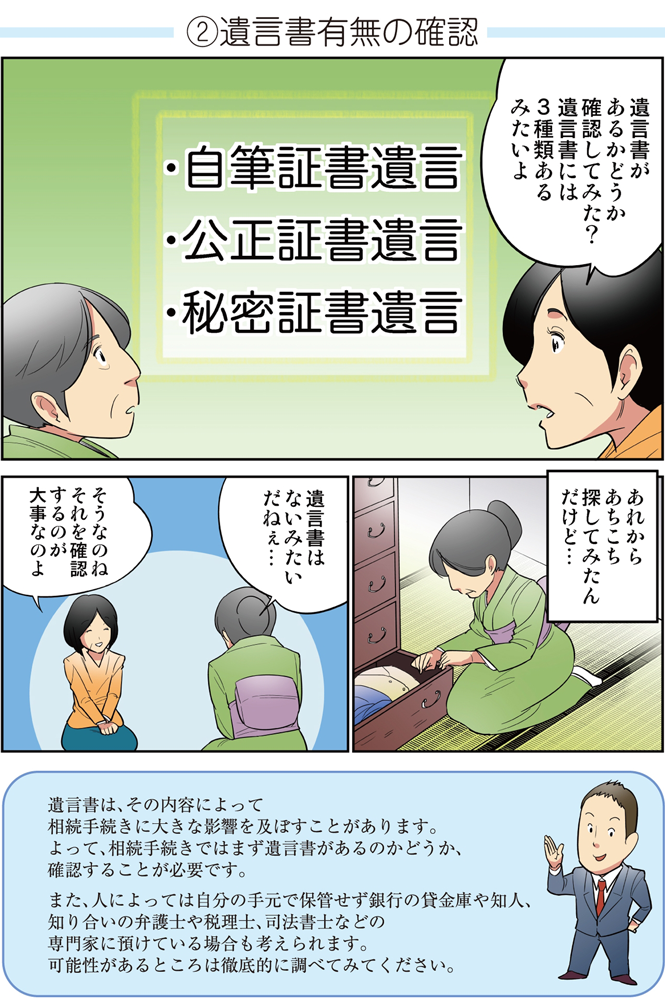 ②遺言書有無の確認
遺言書が
あるかどうか
確認してみた?
遺言書には
3種類ある
みたいよ
・自筆証書遺言
・公正証書遺言
・秘密証書遺言
あれから
あちこち
探してみたん
だけど…
遺言書は
ないみたい
だねぇ…
そうなのね
それを確認
するのが
大事なのよ
遺言書は、その内容によって
相続手続きに大きな影響を及ぼすことがあります。
よって、相続手続きではまず遺言書があるのかどうか、
確認することが必要です。
また、人によっては自分の手元で保管せず銀行の貸金庫や知人、
知り合いの弁護士や税理士、司法書士などの
専門家に預けている場合も考えられます。
可能性があるところは徹底的に調べてみてください。